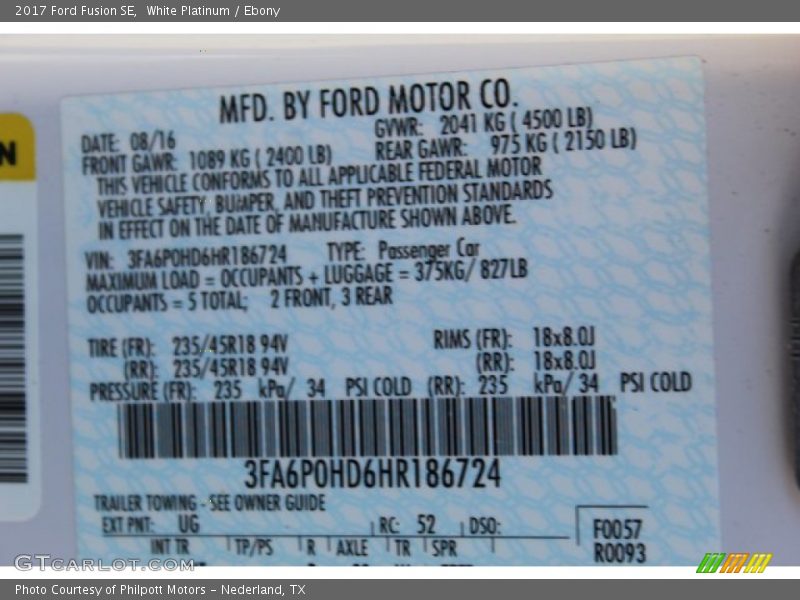 2017 Ford Fusion SE,  White Platinum / Ebony
N
MFD. BY FORD MOTOR CO.
DATE: 08/16 GVWR: 2041 KG ( 4500 LB)
FRONT GAWR: 1089 KG ( 2400 LB) REAR GAWR: 975 KG ( 2150 LB)
THIS VEHICLE CONFORMS TO ALL APPLICABLE FEDERAL MOTOR
VEHICLE SAFETY, BUMPER, AND THEFT PREVENTION STANDARDS
IN EFFECT ON THE DATE OF MANUFACTURE SHOWN ABOVE.
VIN: 3FA6P0HD6HR186724 TYPE: Passenger Car
MAXIMUM LOAD = OCCUPANTS + LUGGAGE = 375KG/ 827LB
OCCUPANTS = 5 TOTAL; 2 FRONT, 3 REAR
TIRE (FR): 235/45R18 94V RIMS (FR): 18x8.0J
(RR): 235/45R18 94V (RR): 18x8.0J
PRESSURE (FR): 235 kPa/ 34 PSI COLD (RR): 235 kPa/ 34 PSI COLD
3FA6P0HD6HR186724
TRAILER TOWING - SEE OWNER GUIDE
EXT PNT: UG RC: 52 DSO: F0057
INT TR TP/PS R AXLE TR SPR R0093
GTcarlot.com
Photo Courtesy of Philpott Motors – Nederland, TX